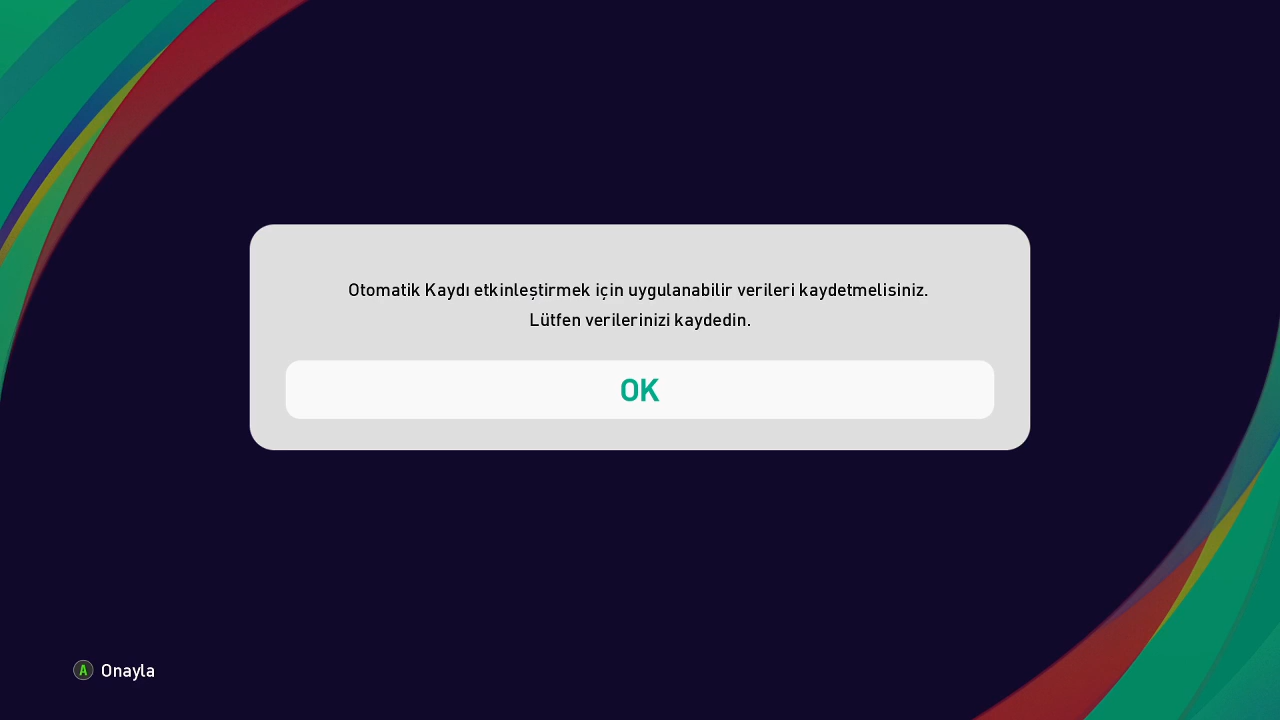 Otomatik Kaydı etkinleştirmek için uygulanabilir verileri kaydetmelisiniz.
Lütfen verilerinizi kaydedin.
OK
A Onayla